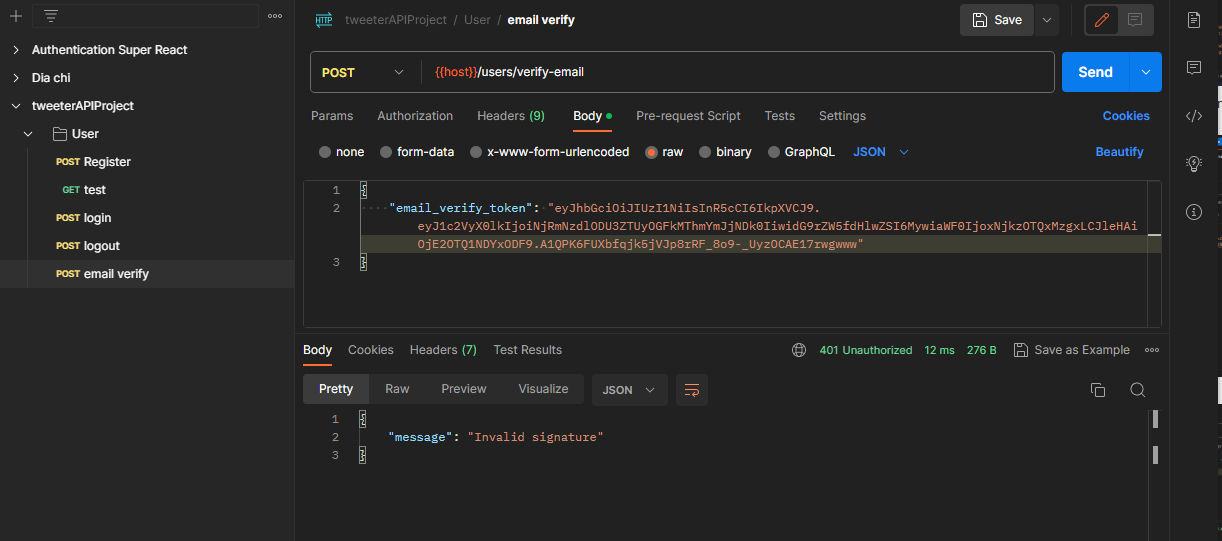 tweeterAPIProject / User / email verify
Save
Authentication Super React
Dia chi
tweeterAPIProject
User
POST Register
GET test
POST login
POST logout
POST email verify
POST
{{host}}/users/verify-email
Send
Params Authorization Headers (9) Body Pre-request Script Tests Settings Cookies
none form-data x-www-form-urlencoded raw binary GraphQL JSON Beautify
1 {
2 "email_verify_token": "eyJhbGciOiJIUzI1NiIsInR5cCI6IkpXVCJ9.
eyJ1c2VyX0lkIjoiNjRmNzdlODU3ZTUyOGFkMThmYmJjNDk0IiwidG9rZW5fdHlwZSI6MywiaWF0IjoxNjkzOTQxMzgxLCJleHAi
OjE2OTQ1NDYxODF9.A1QPK6FUXbfqjk5jVJp8rRF_8o9-_UyzOCAE17rwgwww"
3 }
Body Cookies Headers (7) Test Results
401 Unauthorized 12 ms 276 B Save as Example
Pretty Raw Preview Visualize JSON
1 {
2 "message": "Invalid signature"
3 }